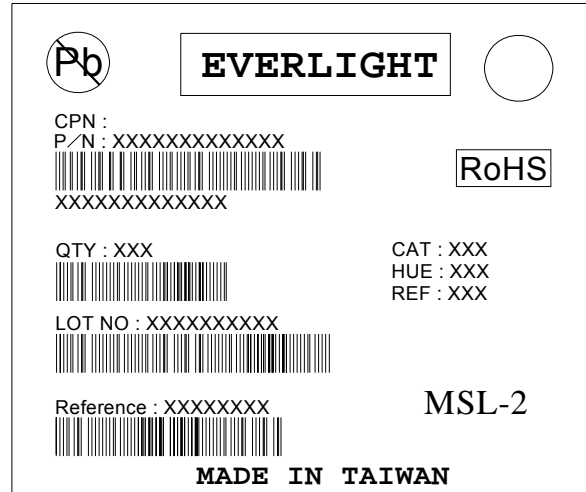 Pb EVERLIGHT
CPN :
P/N : XXXXXXXXXXXXX
RoHS
XXXXXXXXXXXXX
QTY : XXX
CAT : XXX
HUE : XXX
REF : XXX
LOT NO : XXXXXXXXXX
Reference : XXXXXXXX
MSL-2
MADE IN TAIWAN